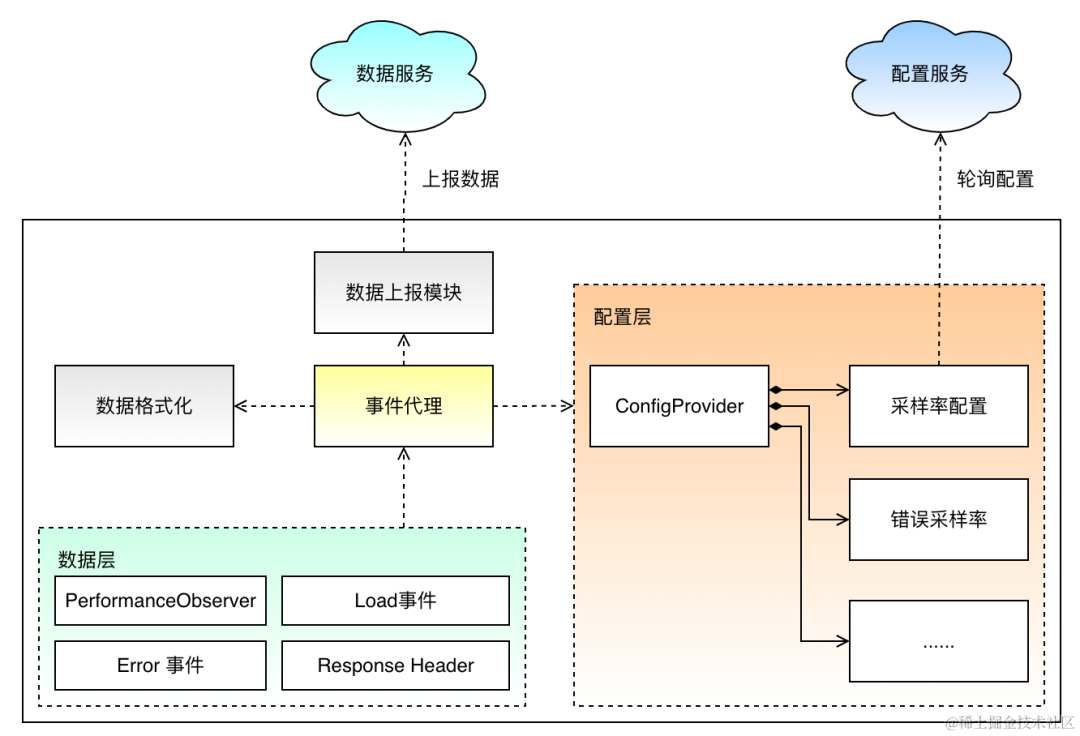 数据服务
配置服务
上报数据
轮询配置
数据上报模块
配置层
数据格式化
事件代理
ConfigProvider
采样率配置
错误采样率
数据层
PerformanceObserver
Load事件
Error 事件
Response Header
......
@稀土掘金技术社区